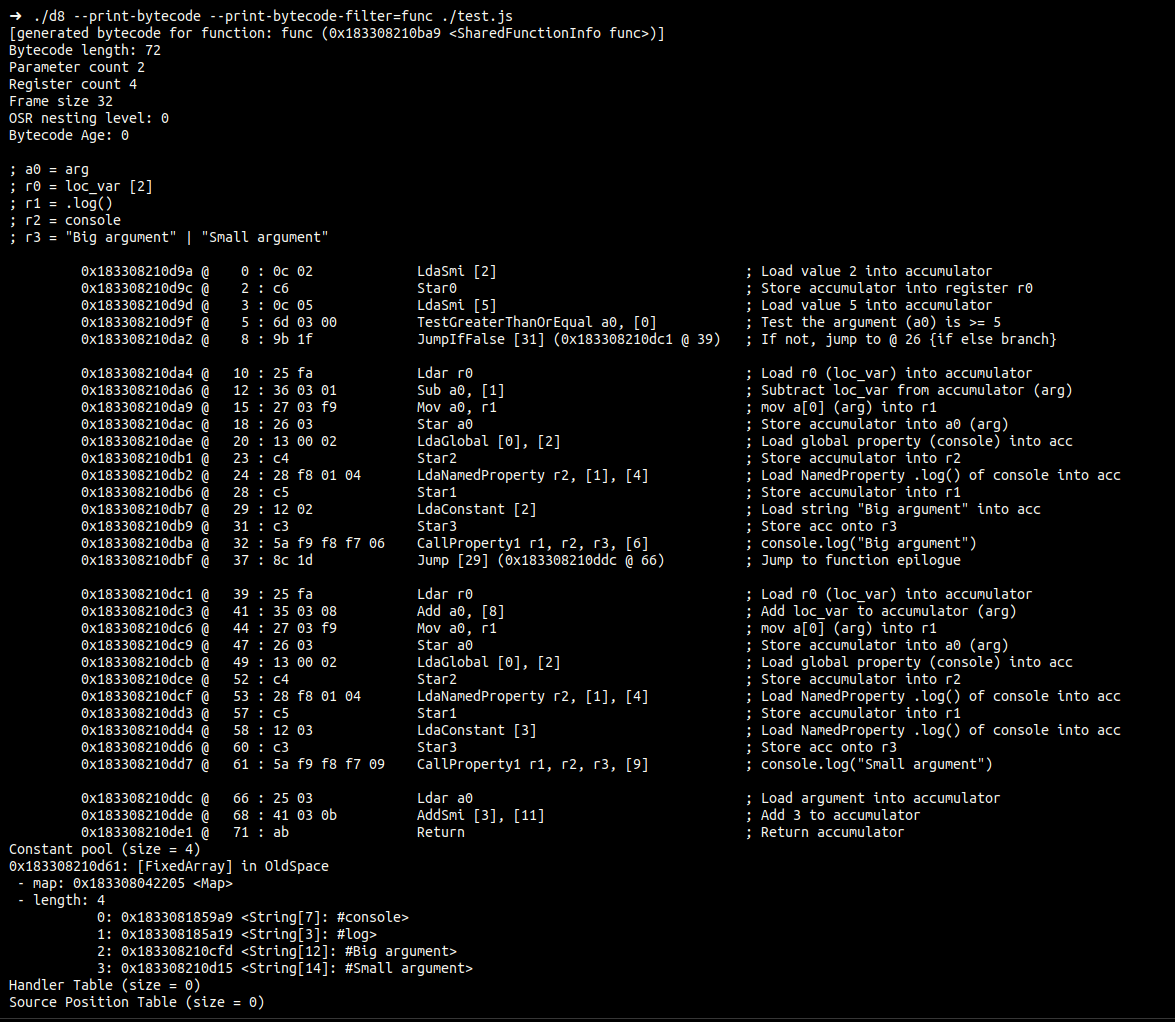 ➜ ./d8 --print-bytecode --print-bytecode-filter=func ./test.js
[generated bytecode for function: func (0x183308210ba9 <SharedFunctionInfo func>)]
Bytecode length: 72
Parameter count 2
Register count 4
Frame size 32
OSR nesting level: 0
Bytecode Age: 0
; a0 = arg
; r0 = loc_var [2]
; r1 = .log()
; r2 = console
; r3 = "Big argument" | "Small argument"
0x183308210d9a @ 0 : 0c 02 LdaSmi [2] ; Load value 2 into accumulator
0x183308210d9c @ 2 : c6 Star0 ; Store accumulator into register r0
0x183308210d9d @ 3 : 0c 05 LdaSmi [5] ; Load value 5 into accumulator
0x183308210d9f @ 5 : 6d 03 00 TestGreaterThanOrEqual a0, [0] ; Test the argument (a0) is >= 5
0x183308210da2 @ 8 : 9b 1f JumpIfFalse [31] (0x183308210dc1 @ 39) ; If not, jump to @ 26 {if else branch}
0x183308210da4 @ 10 : 25 fa Ldar r0 ; Load r0 (loc_var) into accumulator
0x183308210da6 @ 12 : 36 03 01 Sub a0, [1] ; Subtract loc_var from accumulator (arg)
0x183308210da9 @ 15 : 27 03 f9 Mov a0, r1 ; mov a[0] (arg) into r1
0x183308210dac @ 18 : 26 03 Star a0 ; Store accumulator into a0 (arg)
0x183308210dae @ 20 : 13 00 02 LdaGlobal [0], [2] ; Load global property (console) into acc
0x183308210db1 @ 23 : c4 Star2 ; Store accumulator into r2
0x183308210db2 @ 24 : 28 f8 01 04 LdaNamedProperty r2, [1], [4] ; Load NamedProperty .log() of console into acc
0x183308210db6 @ 28 : c5 Star1 ; Store accumulator into r1
0x183308210db7 @ 29 : 12 02 LdaConstant [2] ; Load string "Big argument" into acc
0x183308210db9 @ 31 : c3 Star3 ; Store acc onto r3
0x183308210dba @ 32 : 5a f9 f8 f7 06 CallProperty1 r1, r2, r3, [6] ; console.log("Big argument")
0x183308210dbf @ 37 : 8c 1d Jump [29] (0x183308210ddc @ 66) ; Jump to function epilogue
0x183308210dc1 @ 39 : 25 fa Ldar r0 ; Load r0 (loc_var) into accumulator
0x183308210dc3 @ 41 : 35 03 08 Add a0, [8] ; Add loc_var to accumulator (arg)
0x183308210dc6 @ 44 : 27 03 f9 Mov a0, r1 ; mov a[0] (arg) into r1
0x183308210dc9 @ 47 : 26 03 Star a0 ; Store accumulator into a0 (arg)
0x183308210dcb @ 49 : 13 00 02 LdaGlobal [0], [2] ; Load global property (console) into acc
0x183308210dce @ 52 : c4 Star2 ; Store accumulator into r2
0x183308210dcf @ 53 : 28 f8 01 04 LdaNamedProperty r2, [1], [4] ; Load NamedProperty .log() of console into acc
0x183308210dd3 @ 57 : c5 Star1 ; Store accumulator into r1
0x183308210dd4 @ 58 : 12 03 LdaConstant [3] ; Load NamedProperty .log() of console into acc
0x183308210dd6 @ 60 : c3 Star3 ; Store acc onto r3
0x183308210dd7 @ 61 : 5a f9 f8 f7 09 CallProperty1 r1, r2, r3, [9] ; console.log("Small argument")
0x183308210ddc @ 66 : 25 03 Ldar a0 ; Load argument into accumulator
0x183308210dde @ 68 : 41 03 0b AddSmi [3], [11] ; Add 3 to accumulator
0x183308210de1 @ 71 : ab Return ; Return accumulator
Constant pool (size = 4)
0x183308210d61: [FixedArray] in OldSpace
- map: 0x183308042205 <Map>
- length: 4
0: 0x1833081859a9 <String[7]: #console>
1: 0x183308185a19 <String[3]: #log>
2: 0x183308210cfd <String[12]: #Big argument>
3: 0x183308210d15 <String[14]: #Small argument>
Handler Table (size = 0)
Source Position Table (size = 0)